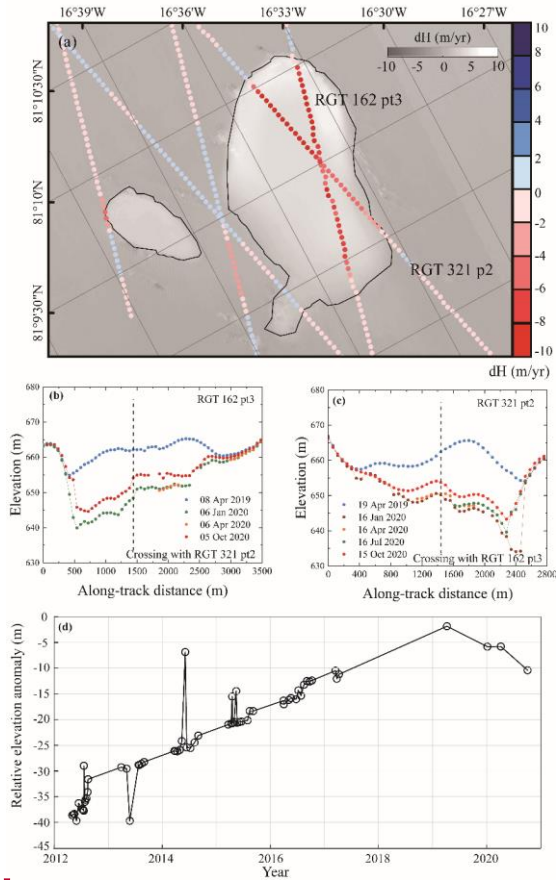 16°39'W 16°36'W 16°33'W 16°30'W 16°27'W
(a)
dH (m/yr)
-10 -5 0 5 10
RGT 162 pt3
RGT 321 p2
81°10'30"N
81°10'N
81°9'30"N
10
8
6
4
2
0
-2
-4
-6
-8
-10
dH (m/yr)
(b) RGT 162 pt3
Elevation (m)
680
670
660
650
640
630
08 Apr 2019
06 Jun 2020
06 Apr 2020
05 Oct 2020
Crossing with RGT 321 pt2
0 500 1000 1500 2000 2500 3000 3500
Along-track distance (m)
(c) RGT 321 pt2
Elevation (m)
680
670
660
650
640
630
19 Apr 2019
16 Jan 2020
16 Apr 2020
16 Jul 2020
15 Oct 2020
Crossing with RGT 162 pt3
0 400 800 1200 1600 2000 2400 2800
Along-track distance (m)
(d)
Relative elevation anomaly (m)
0
-5
-10
-15
-20
-25
-30
-35
-40
-45
2012 2014 2016 2018 2020
Year